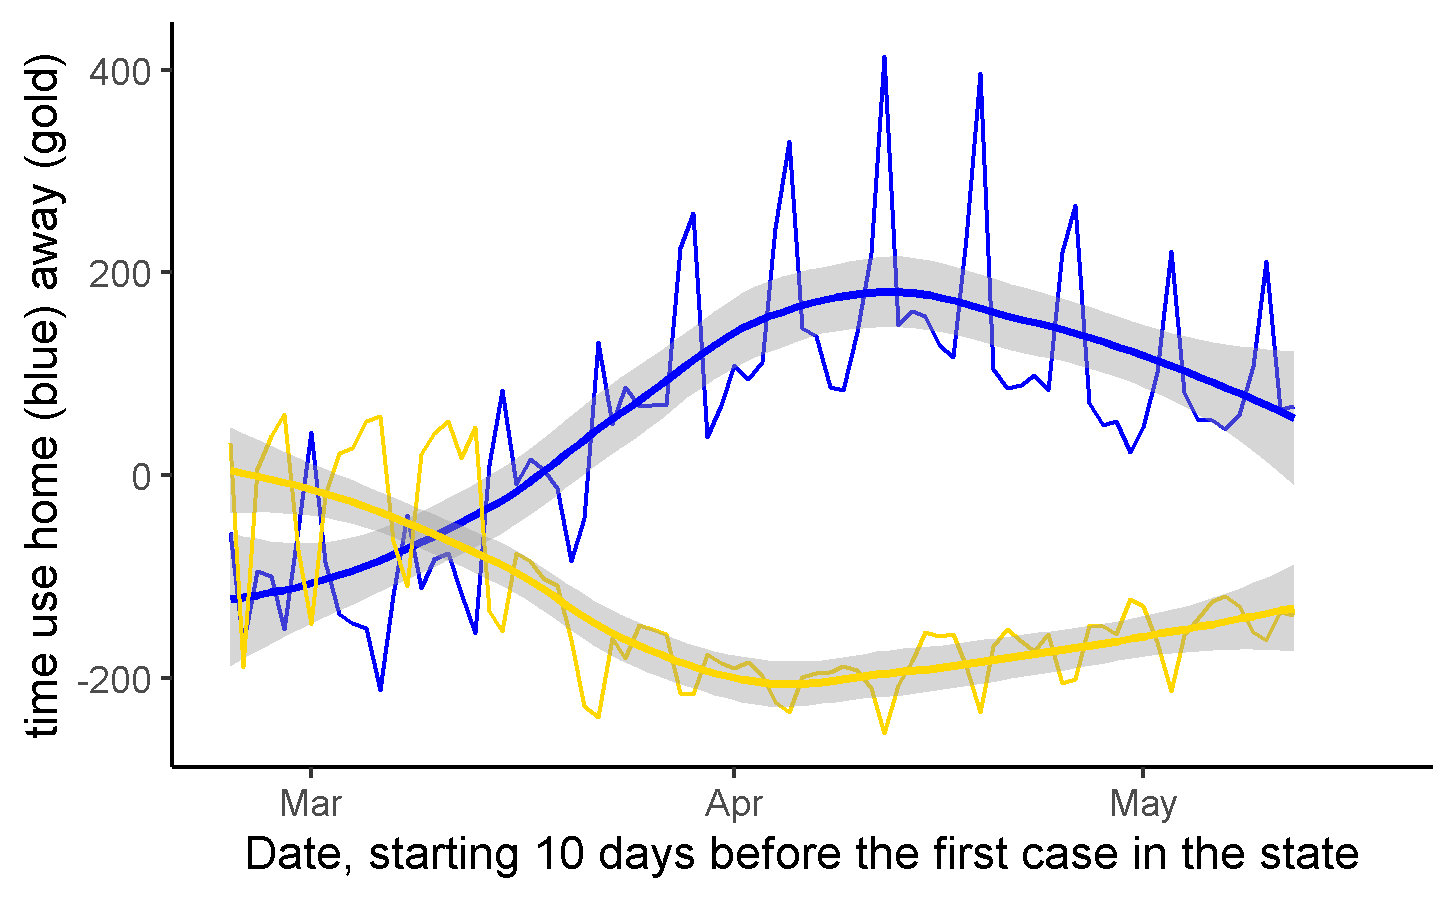 time use home (blue) away (gold)
400
200
0
-200
Mar Apr May
Date, starting 10 days before the first case in the state